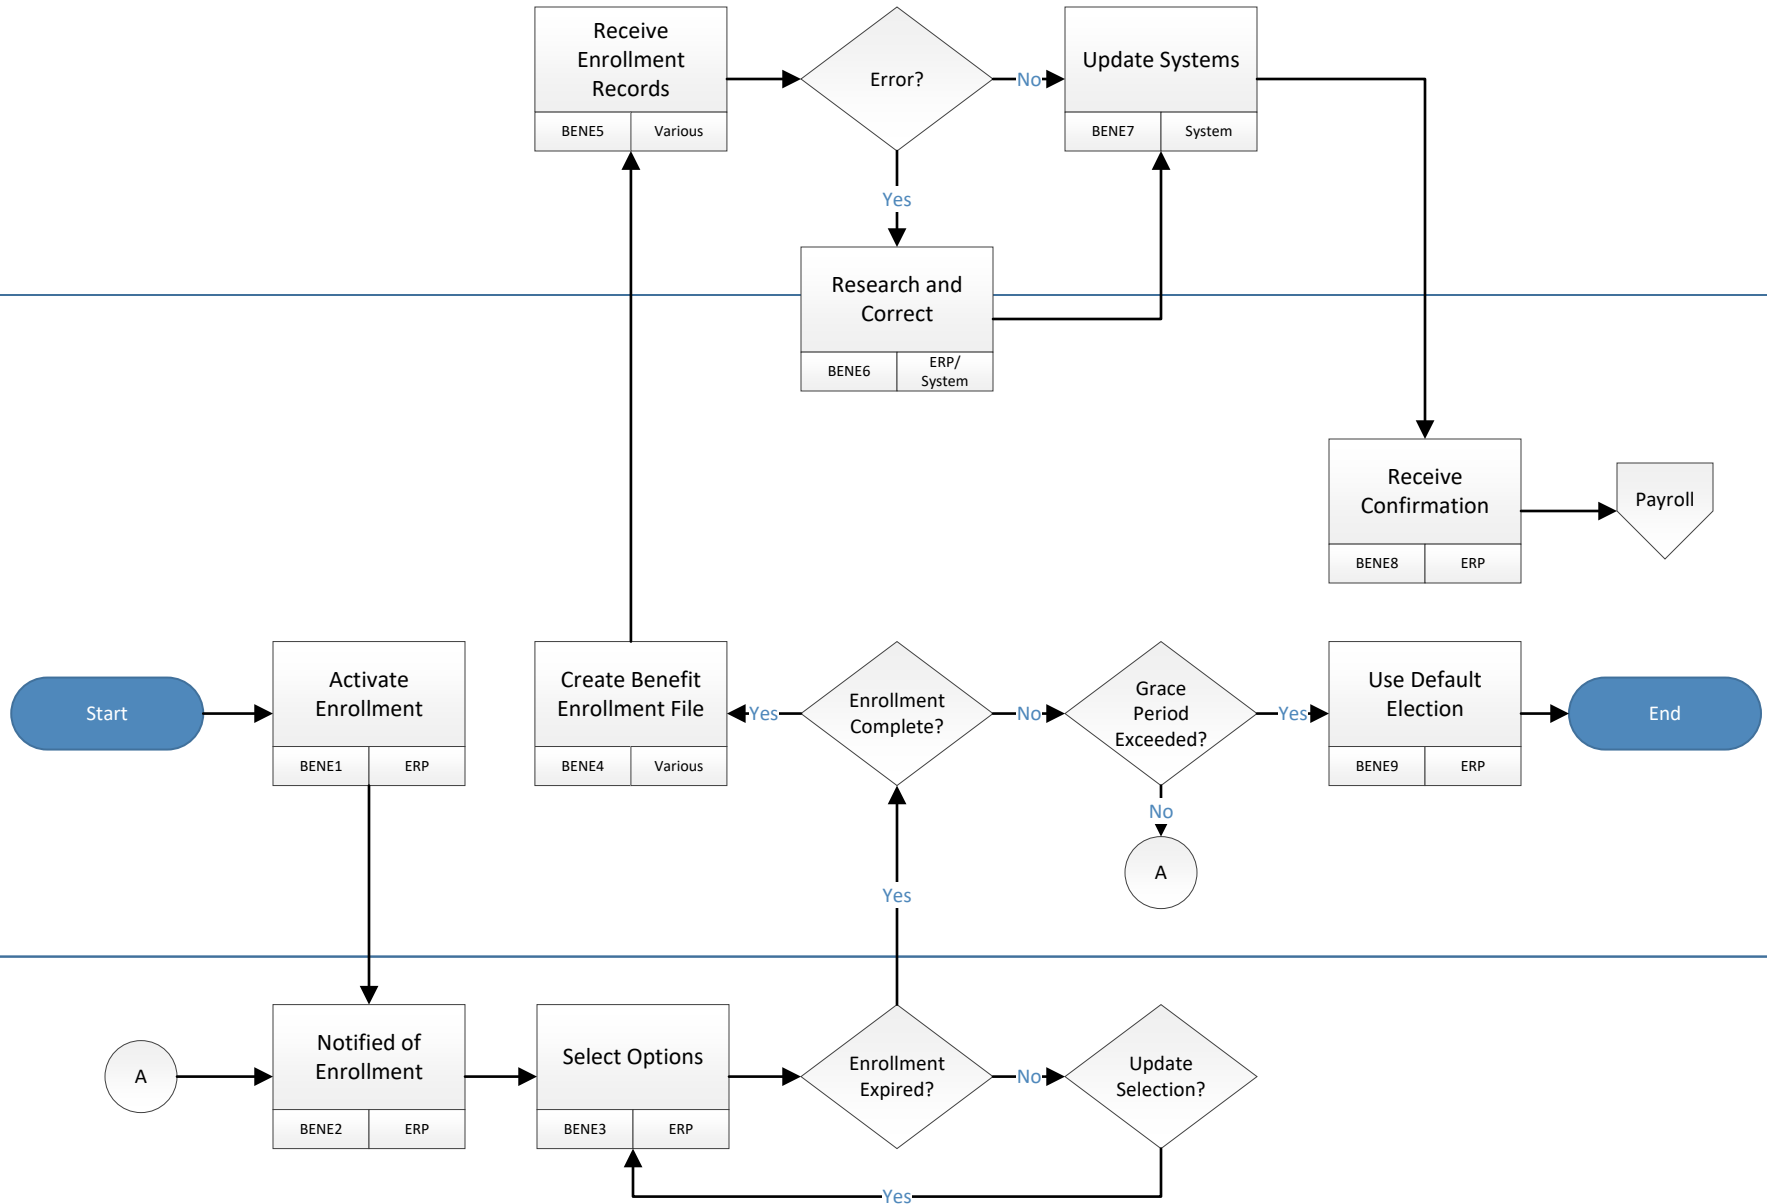 Receive
Enrollment
Records
BENE5
Various
Error?
No
Update Systems
BENE7
System
Yes
Research and
Correct
BENE6
ERP/
System
Receive
Confirmation
BENE8
ERP
Payroll
Start
Activate
Enrollment
BENE1
ERP
Create Benefit
Enrollment File
BENE4
Various
Yes
Enrollment
Complete?
No
Grace
Period
Exceeded?
Yes
Use Default
Election
BENE9
ERP
End
No
A
Yes
A
Notified of
Enrollment
BENE2
ERP
Select Options
BENE3
ERP
Enrollment
Expired?
No
Update
Selection?
Yes